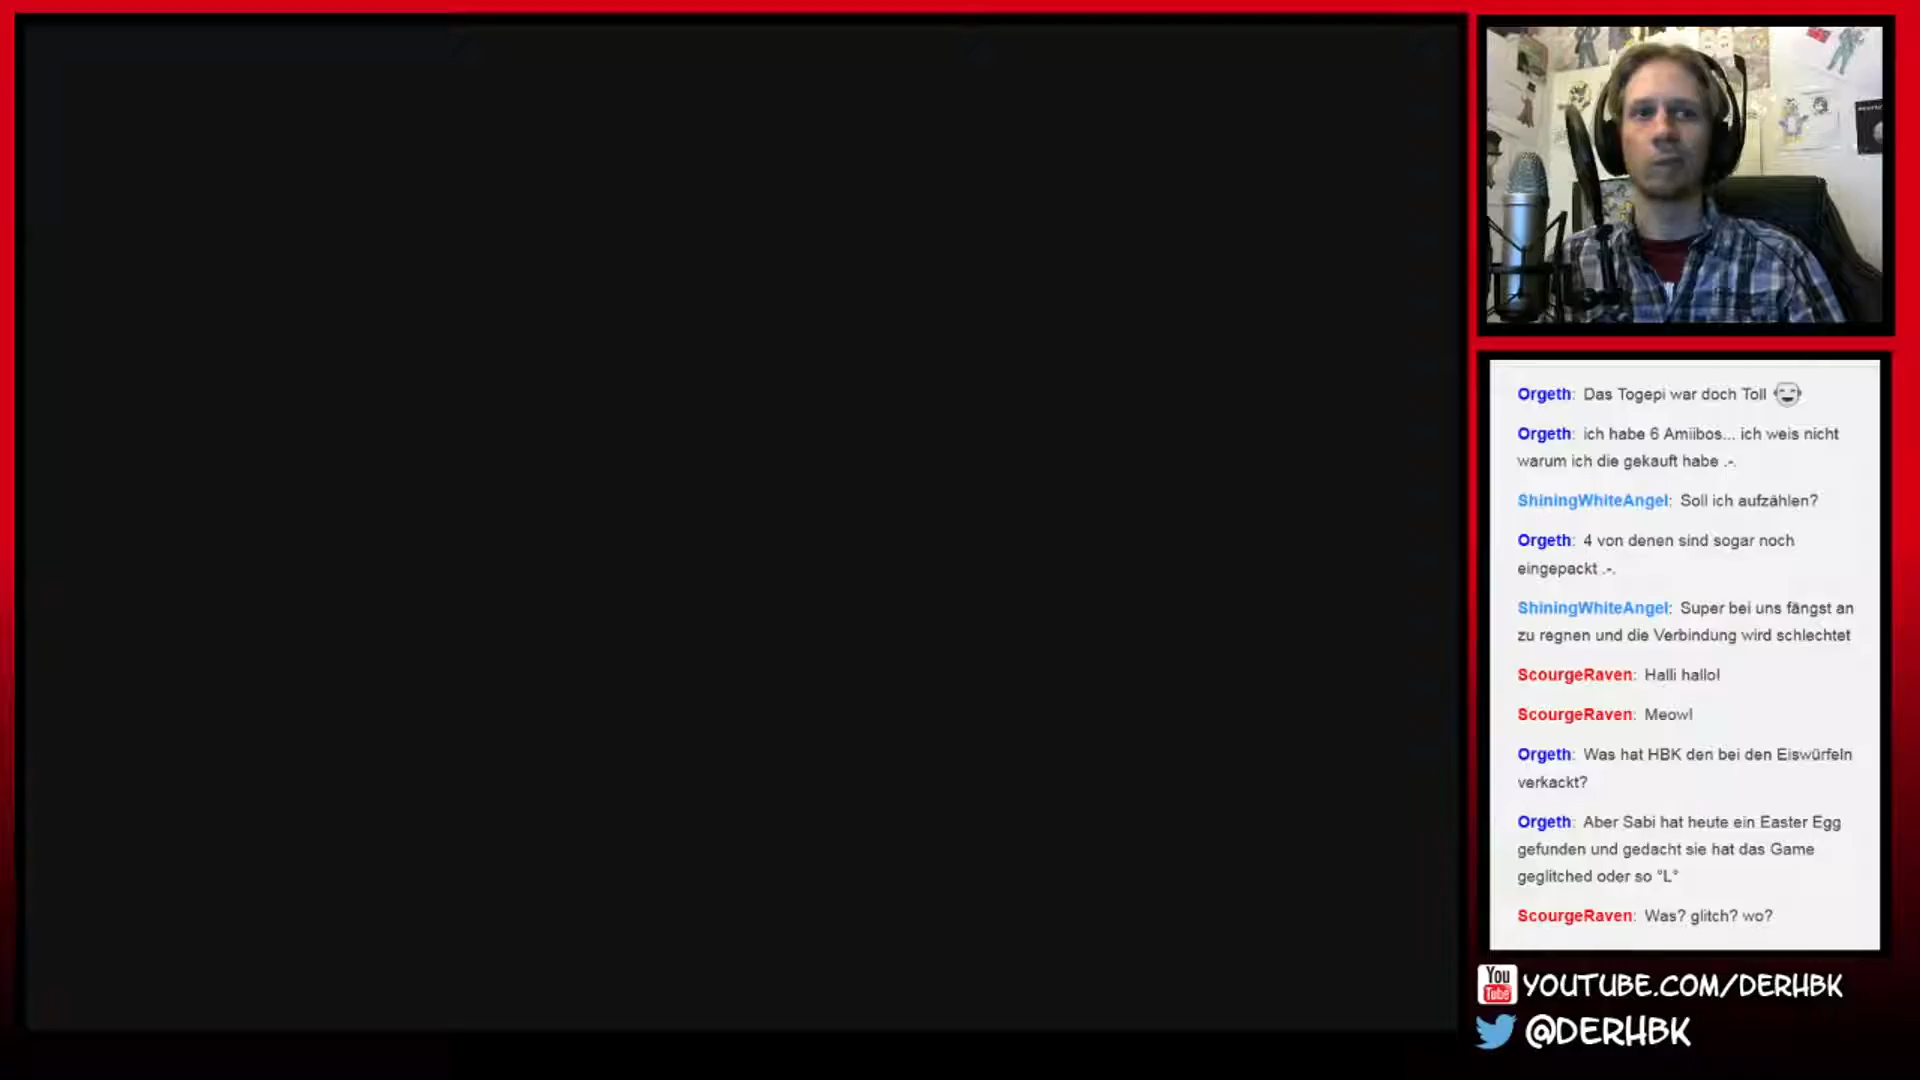 Orgeth: Das Togepi war doch Toll
Orgeth: ich habe 6 Amiibos... ich weis nicht
warum ich die gekauft habe .-.
ShiningWhiteAngel: Soll ich aufzählen?
Orgeth: 4 von denen sind sogar noch
eingepackt .-.
ShiningWhiteAngel: Super bei uns fängst an
zu regnen und die Verbindung wird schlechtet
ScourgeRaven: Halli hallo!
ScourgeRaven: Meow!
Orgeth: Was hat HBK den bei den Eiswürfeln
verkackt?
Orgeth: Aber Sabi hat heute ein Easter Egg
gefunden und gedacht sie hat das Game
geglitched oder so °L°
ScourgeRaven: Was? glitch? wo?
You Tube YOUTUBE.COM/DERHBK
@DERHBK